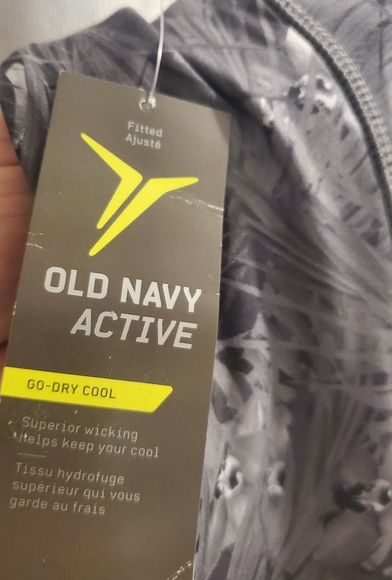 Fitted
Ajusté
OLD NAVY
ACTIVE
GO-DRY COOL
Superior wicking
helps keep your cool
Tissu hydrofuge
supérieur qui vous
garde au frais